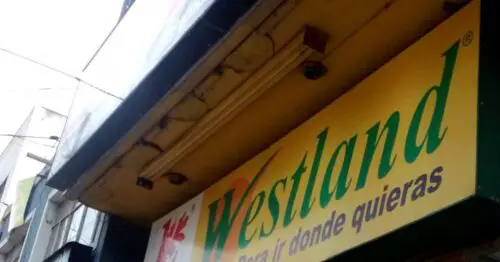 Westland®
Para ir donde quieras